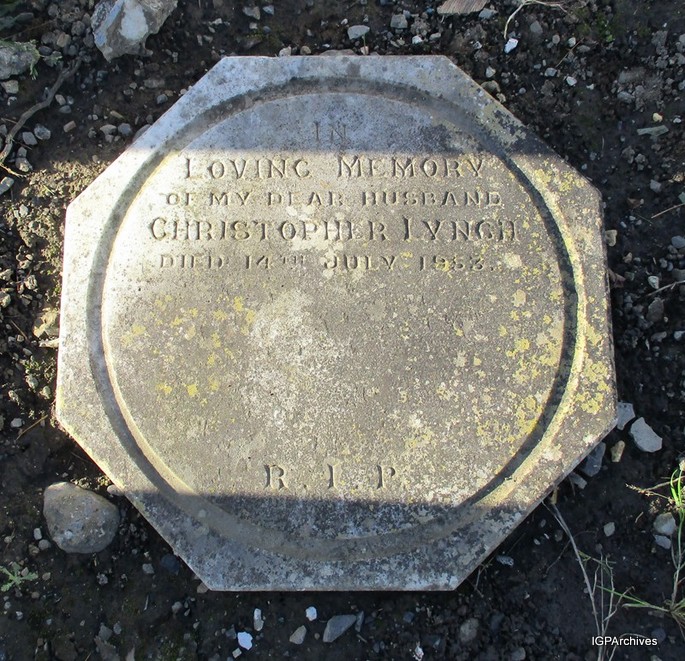 IN
LOVING MEMORY
OF MY DEAR HUSBAND
CHRISTOPHER LYNCH
DIED 14TH JULY 1953.
R. I. P.
IGPArchives